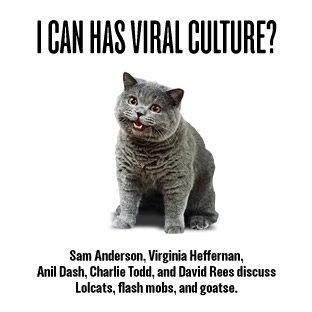 I CAN HAS VIRAL CULTURE?
Sam Anderson, Virginia Heffernan,
Anil Dash, Charlie Todd, and David Rees discuss
Lolcats, flash mobs, and goatse.